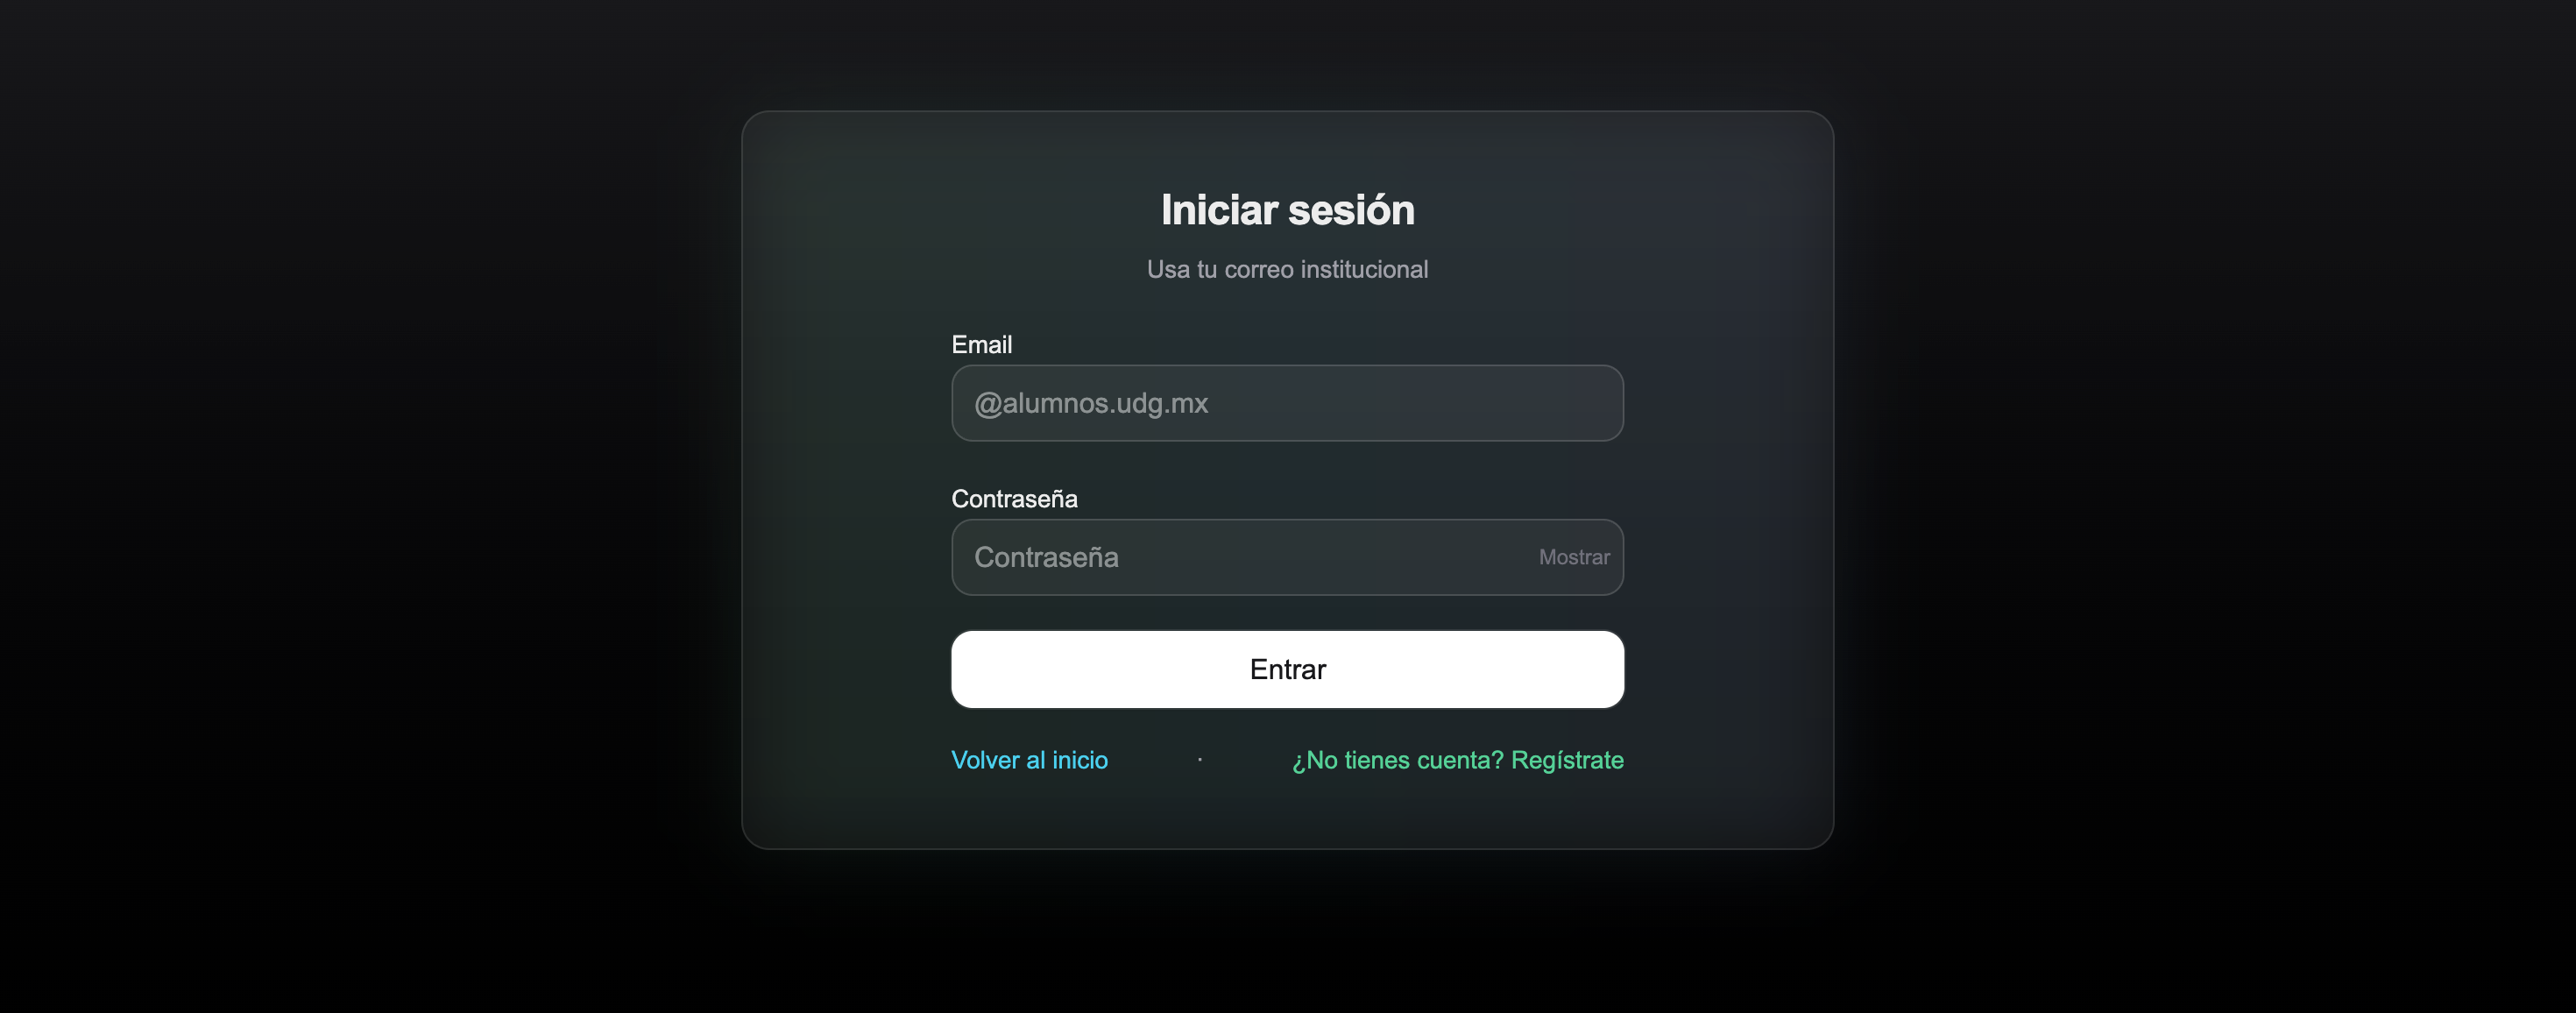 Iniciar sesión
Usa tu correo institucional
Email
@alumnos.udg.mx
Contraseña
Contraseña Mostrar
Entrar
Volver al inicio · ¿No tienes cuenta? Regístrate